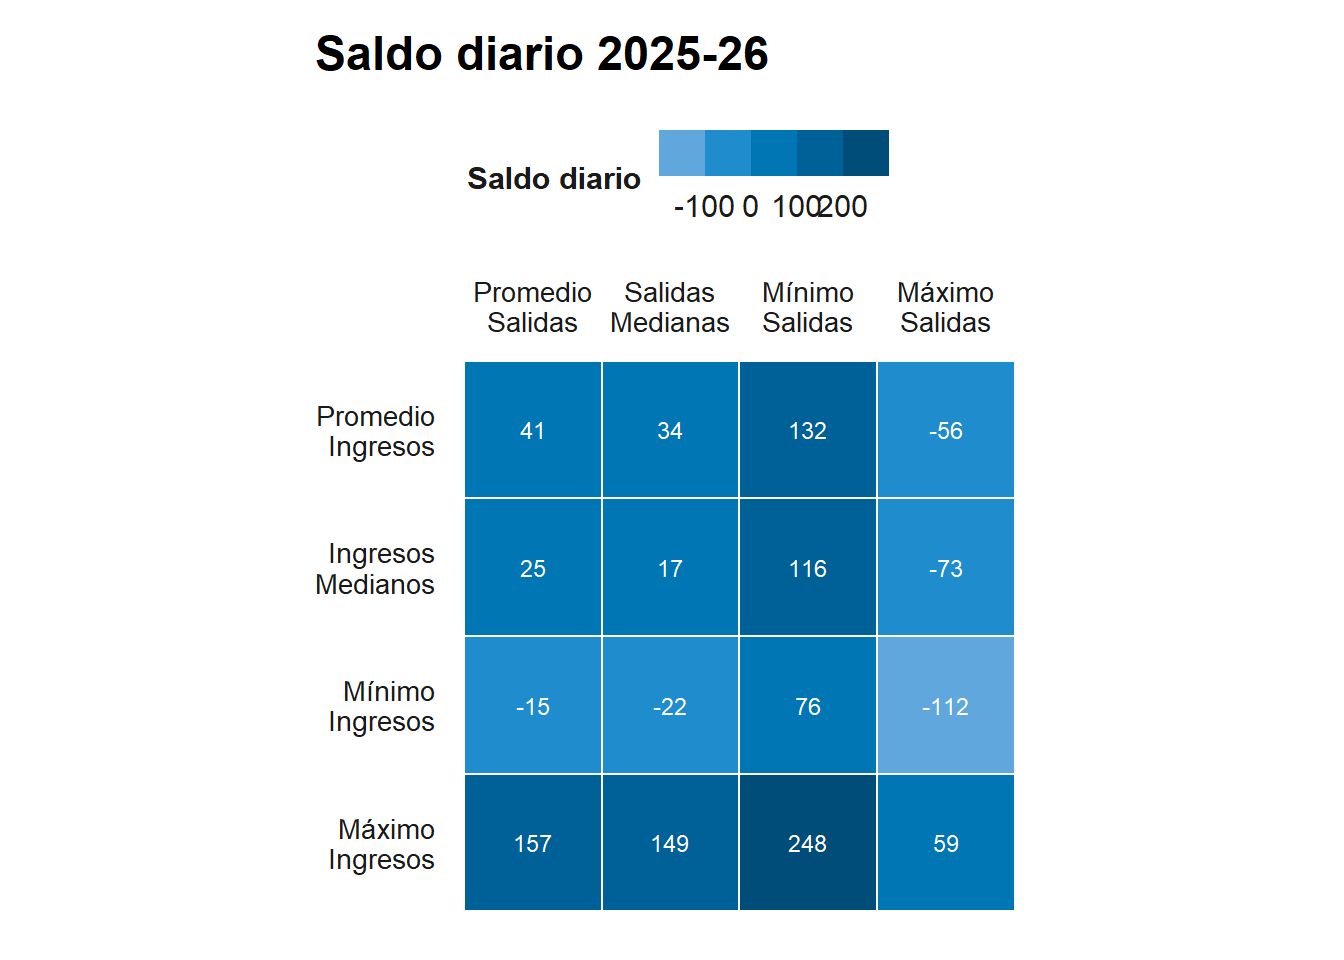 Saldo diario 2025-26
Saldo diario
-100 0 100 200
Promedio Salidas Mínimo Máximo
Salidas Medianas Salidas Salidas
Promedio
Ingresos
41 34 132 -56
Ingresos
Medianos
25 17 116 -73
Mínimo
Ingresos
-15 -22 76 -112
Máximo
Ingresos
157 149 248 59